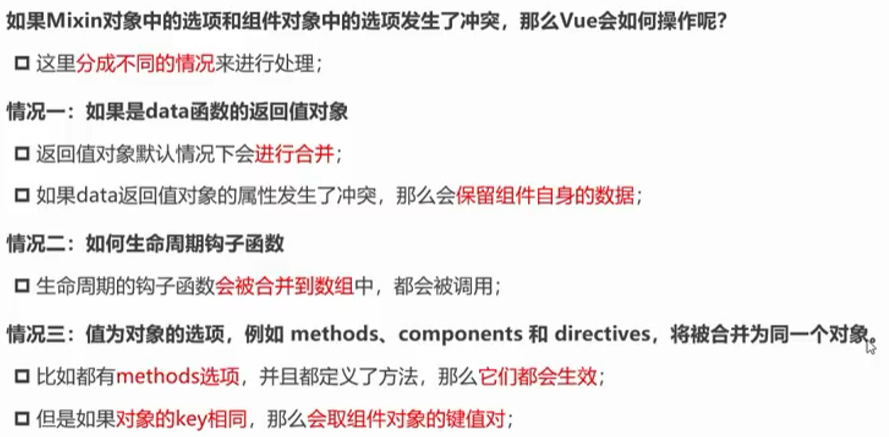 如果Mixin对象中的选项和组件对象中的选项发生了冲突，那么Vue会如何操作呢？
这里分成不同的情况来进行处理；
情况一：如果是data函数的返回值对象
返回值对象默认情况下会进行合并；
如果data返回值对象的属性发生了冲突，那么会保留组件自身的数据；
情况二：如何生命周期钩子函数
生命周期的钩子函数会被合并到数组中，都会被调用；
情况三：值为对象的选项，例如 methods、components 和 directives，将被合并为同一个对象。
比如都有methods选项，并且都定义了方法，那么它们都会生效；
但是如果对象的key相同，那么会取组件对象的键值对；